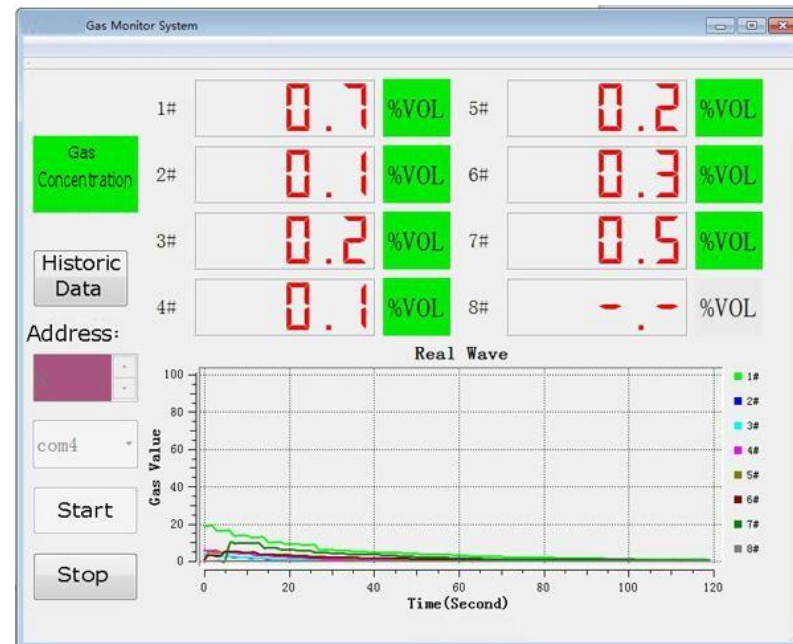 Gas Monitor System
1#
0.7
%VOL
5#
0.2
%VOL
Gas
Concentration
2#
0.1
%VOL
6#
0.3
%VOL
3#
0.2
%VOL
7#
0.5
%VOL
Historic
Data
4#
0.1
%VOL
8#
-.-
%VOL
Address:
com4
Start
Stop
Real Wave
Gas Value
100
80
60
40
20
0
0
20
40
60
80
100
120
Time(Second)
1#
2#
3#
4#
5#
6#
7#
8#